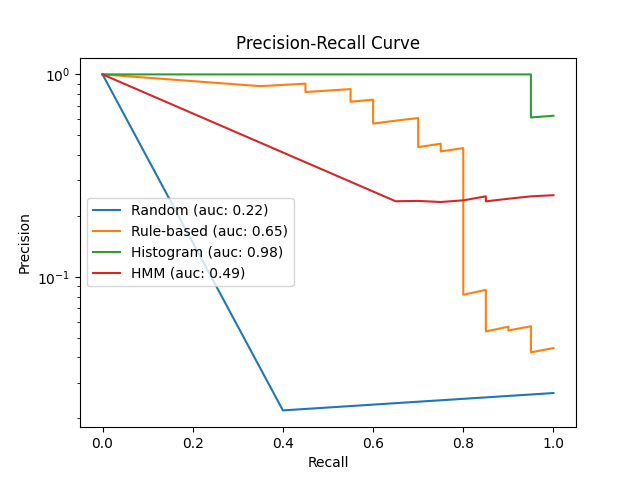 Precision-Recall Curve
10⁰
10⁻¹
Precision
Random (auc: 0.22)
Rule-based (auc: 0.65)
Histogram (auc: 0.98)
HMM (auc: 0.49)
0.0 0.2 0.4 0.6 0.8 1.0
Recall